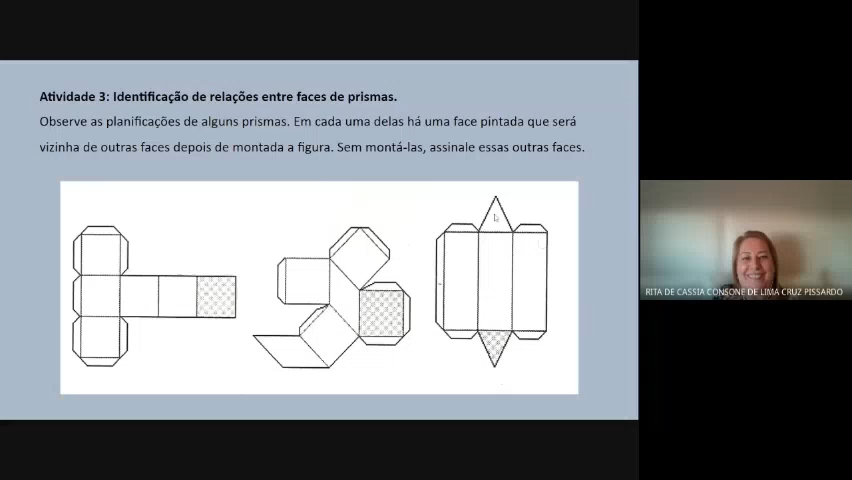 Atividade 3: Identificação de relações entre faces de prismas.
Observe as planificações de alguns prismas. Em cada uma delas há uma face pintada que será
vizinha de outras faces depois de montada a figura. Sem montá-las, assinale essas outras faces.
RITA DE CASSIA CONSONE DE LIMA CRUZ PISSARDO